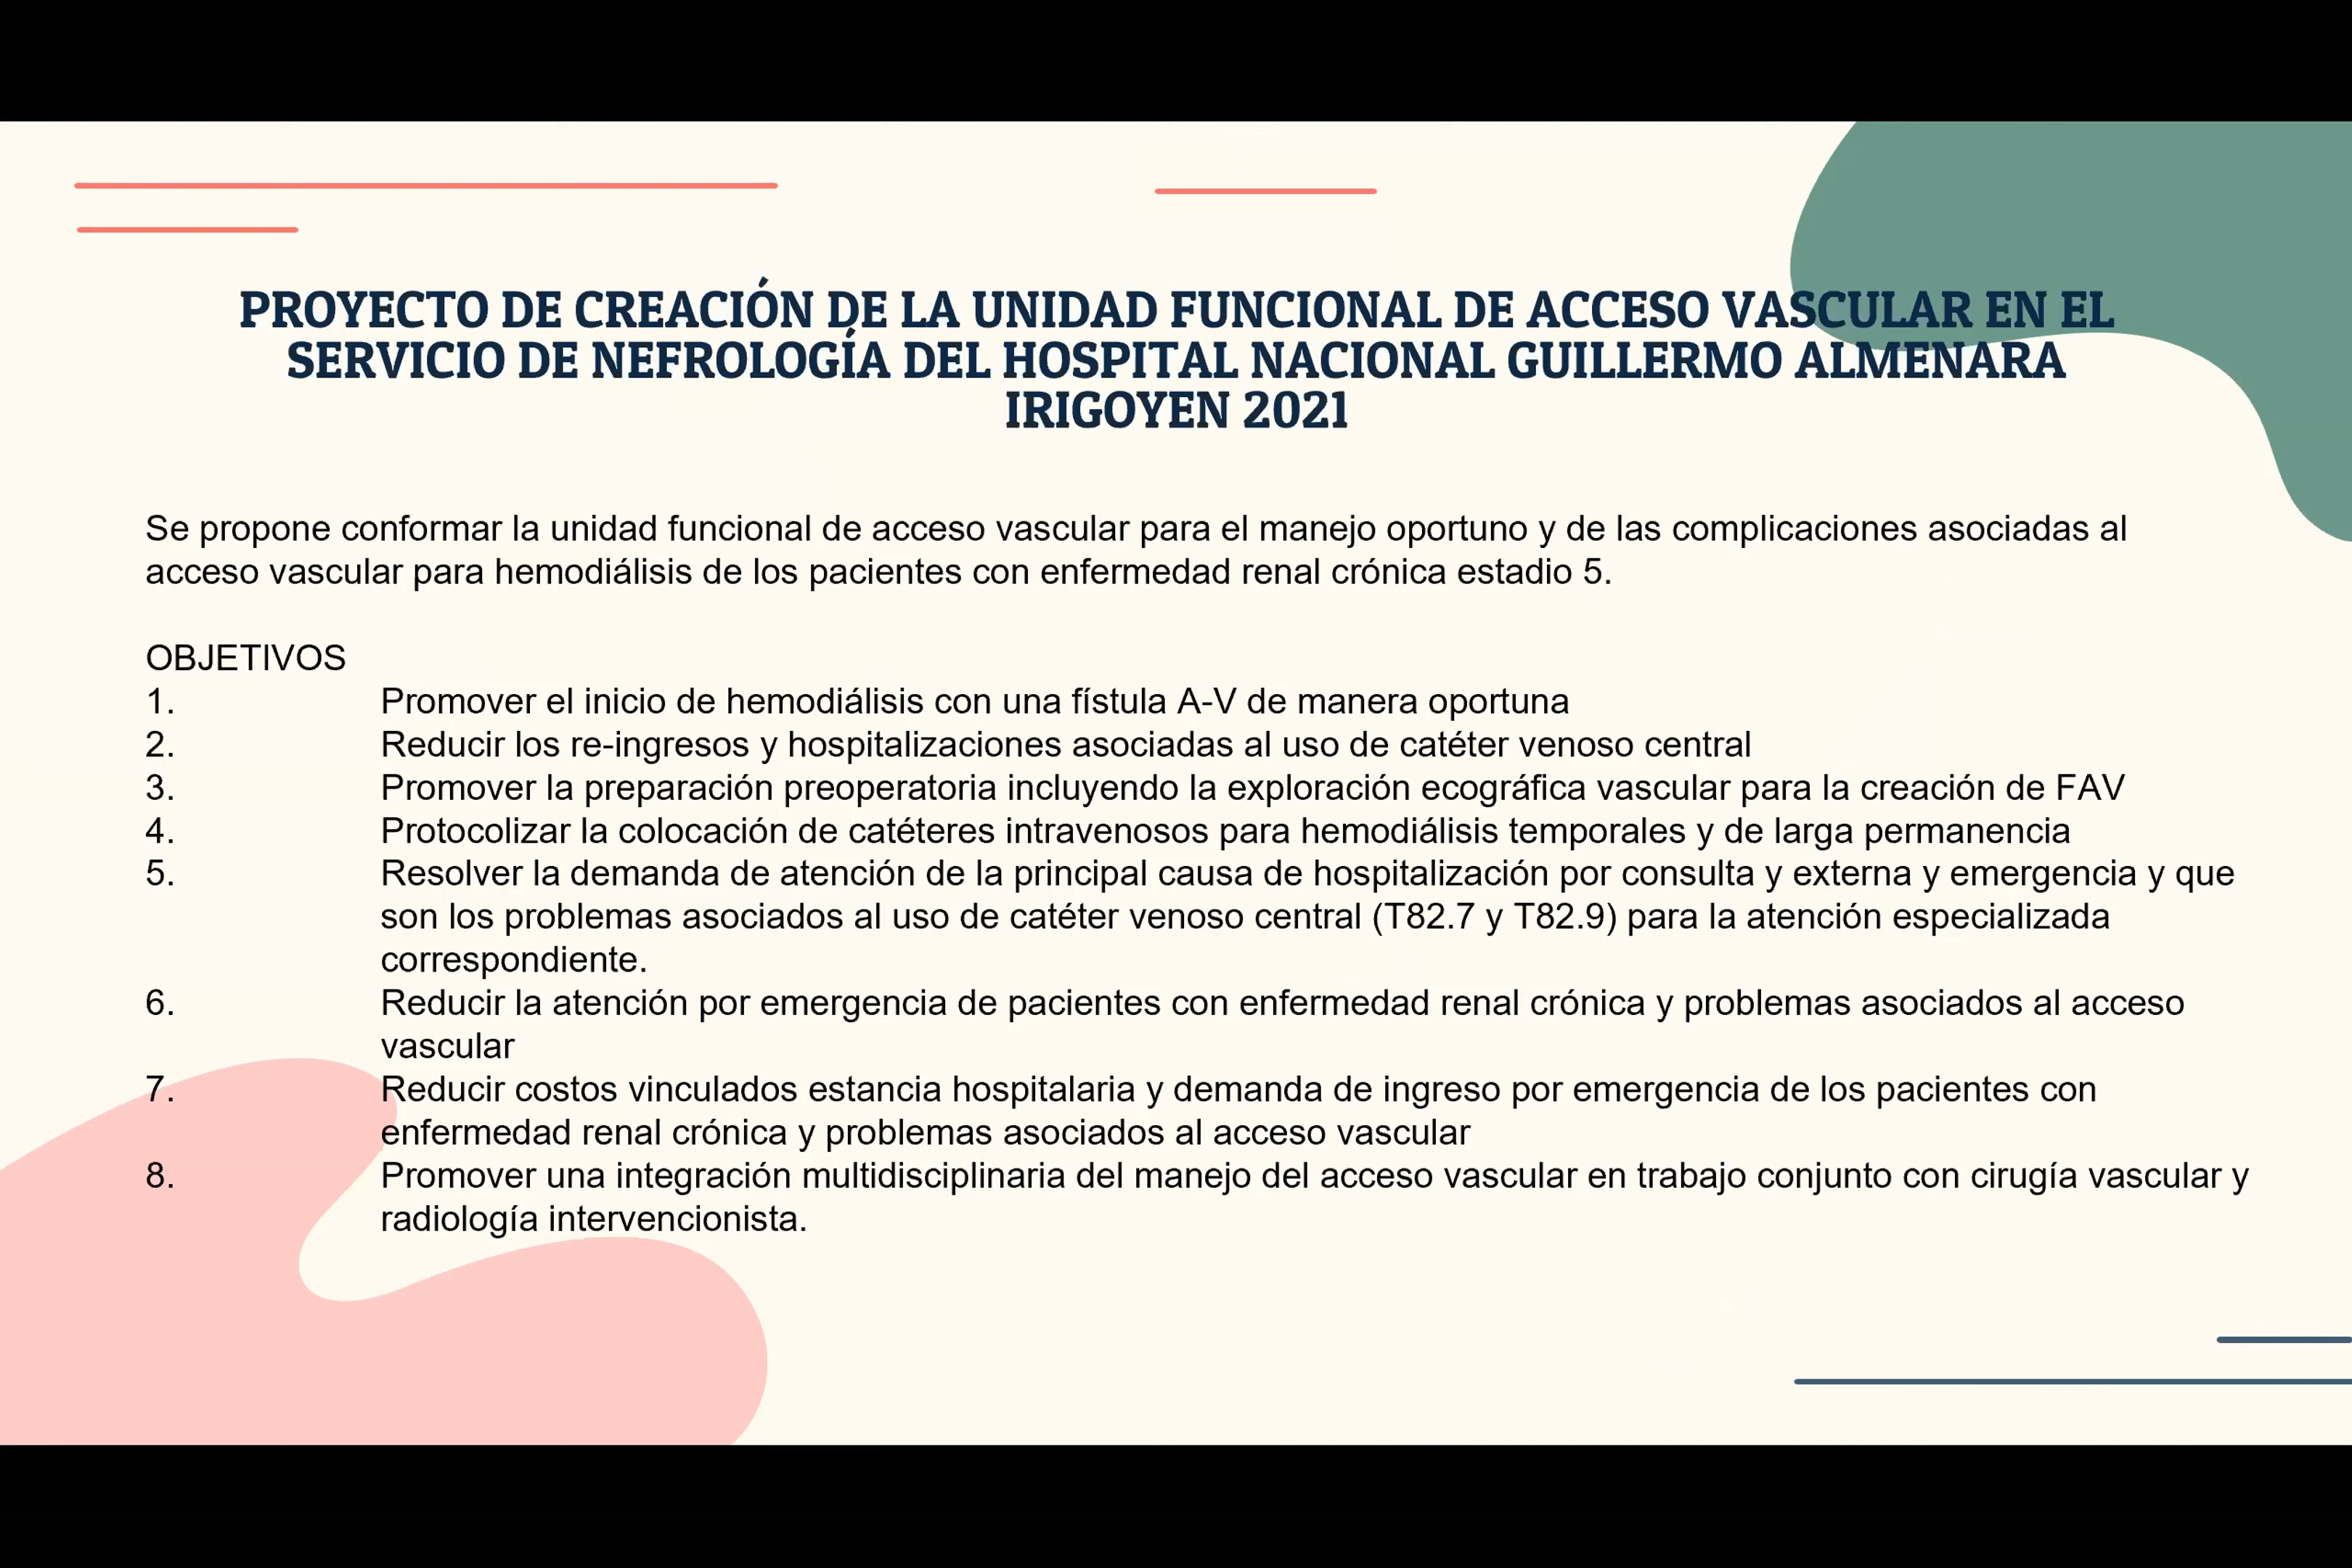 PROYECTO DE CREACIÓN DE LA UNIDAD FUNCIONAL DE ACCESO VASCULAR EN EL
SERVICIO DE NEFROLOGÍA DEL HOSPITAL NACIONAL GUILLERMO ALMENARA
IRIGOYEN 2021
Se propone conformar la unidad funcional de acceso vascular para el manejo oportuno y de las complicaciones asociadas al
acceso vascular para hemodiálisis de los pacientes con enfermedad renal crónica estadio 5.
OBJETIVOS
1. Promover el inicio de hemodiálisis con una fístula A-V de manera oportuna
2. Reducir los re-ingresos y hospitalizaciones asociadas al uso de catéter venoso central
3. Promover la preparación preoperatoria incluyendo la exploración ecográfica vascular para la creación de FAV
4. Protocolizar la colocación de catéteres intravenosos para hemodiálisis temporales y de larga permanencia
5. Resolver la demanda de atención de la principal causa de hospitalización por consulta y externa y emergencia y que
son los problemas asociados al uso de catéter venoso central (T82.7 y T82.9) para la atención especializada
correspondiente.
6. Reducir la atención por emergencia de pacientes con enfermedad renal crónica y problemas asociados al acceso
vascular
7. Reducir costos vinculados estancia hospitalaria y demanda de ingreso por emergencia de los pacientes con
enfermedad renal crónica y problemas asociados al acceso vascular
8. Promover una integración multidisciplinaria del manejo del acceso vascular en trabajo conjunto con cirugía vascular y
radiología intervencionista.